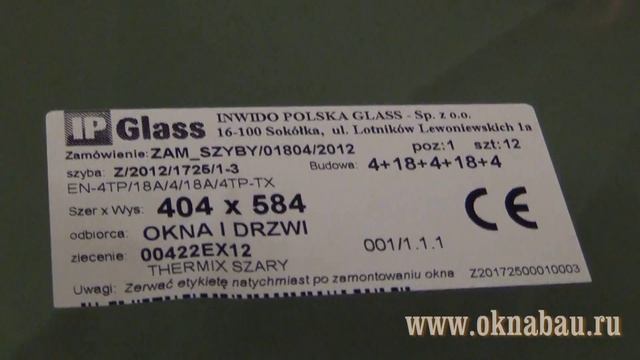 IP Glass
INWIDO POLSKA GLASS - Sp. z o.o.
16-100 Sokółka, ul. Lotników Lewoniewskich 1a
Zamówienie: ZAM_SZYBY/01804/2012 poz: 1 szt: 12
szyba: Z/2012/1725/1-3 Budowa: 4+18+4+18+4
EN-4TP/18A/4/18A/4TP-TX
Szer x Wys: 404 x 584
CE
odbiorca: OKNA I DRZWI
zlecenie: 00422EX12 001/1.1.1
THERMIX SZARY
Uwagi: Zerwać etykietę natychmiast po zamontowaniu okna Z20172500010003
www.oknabau.ru